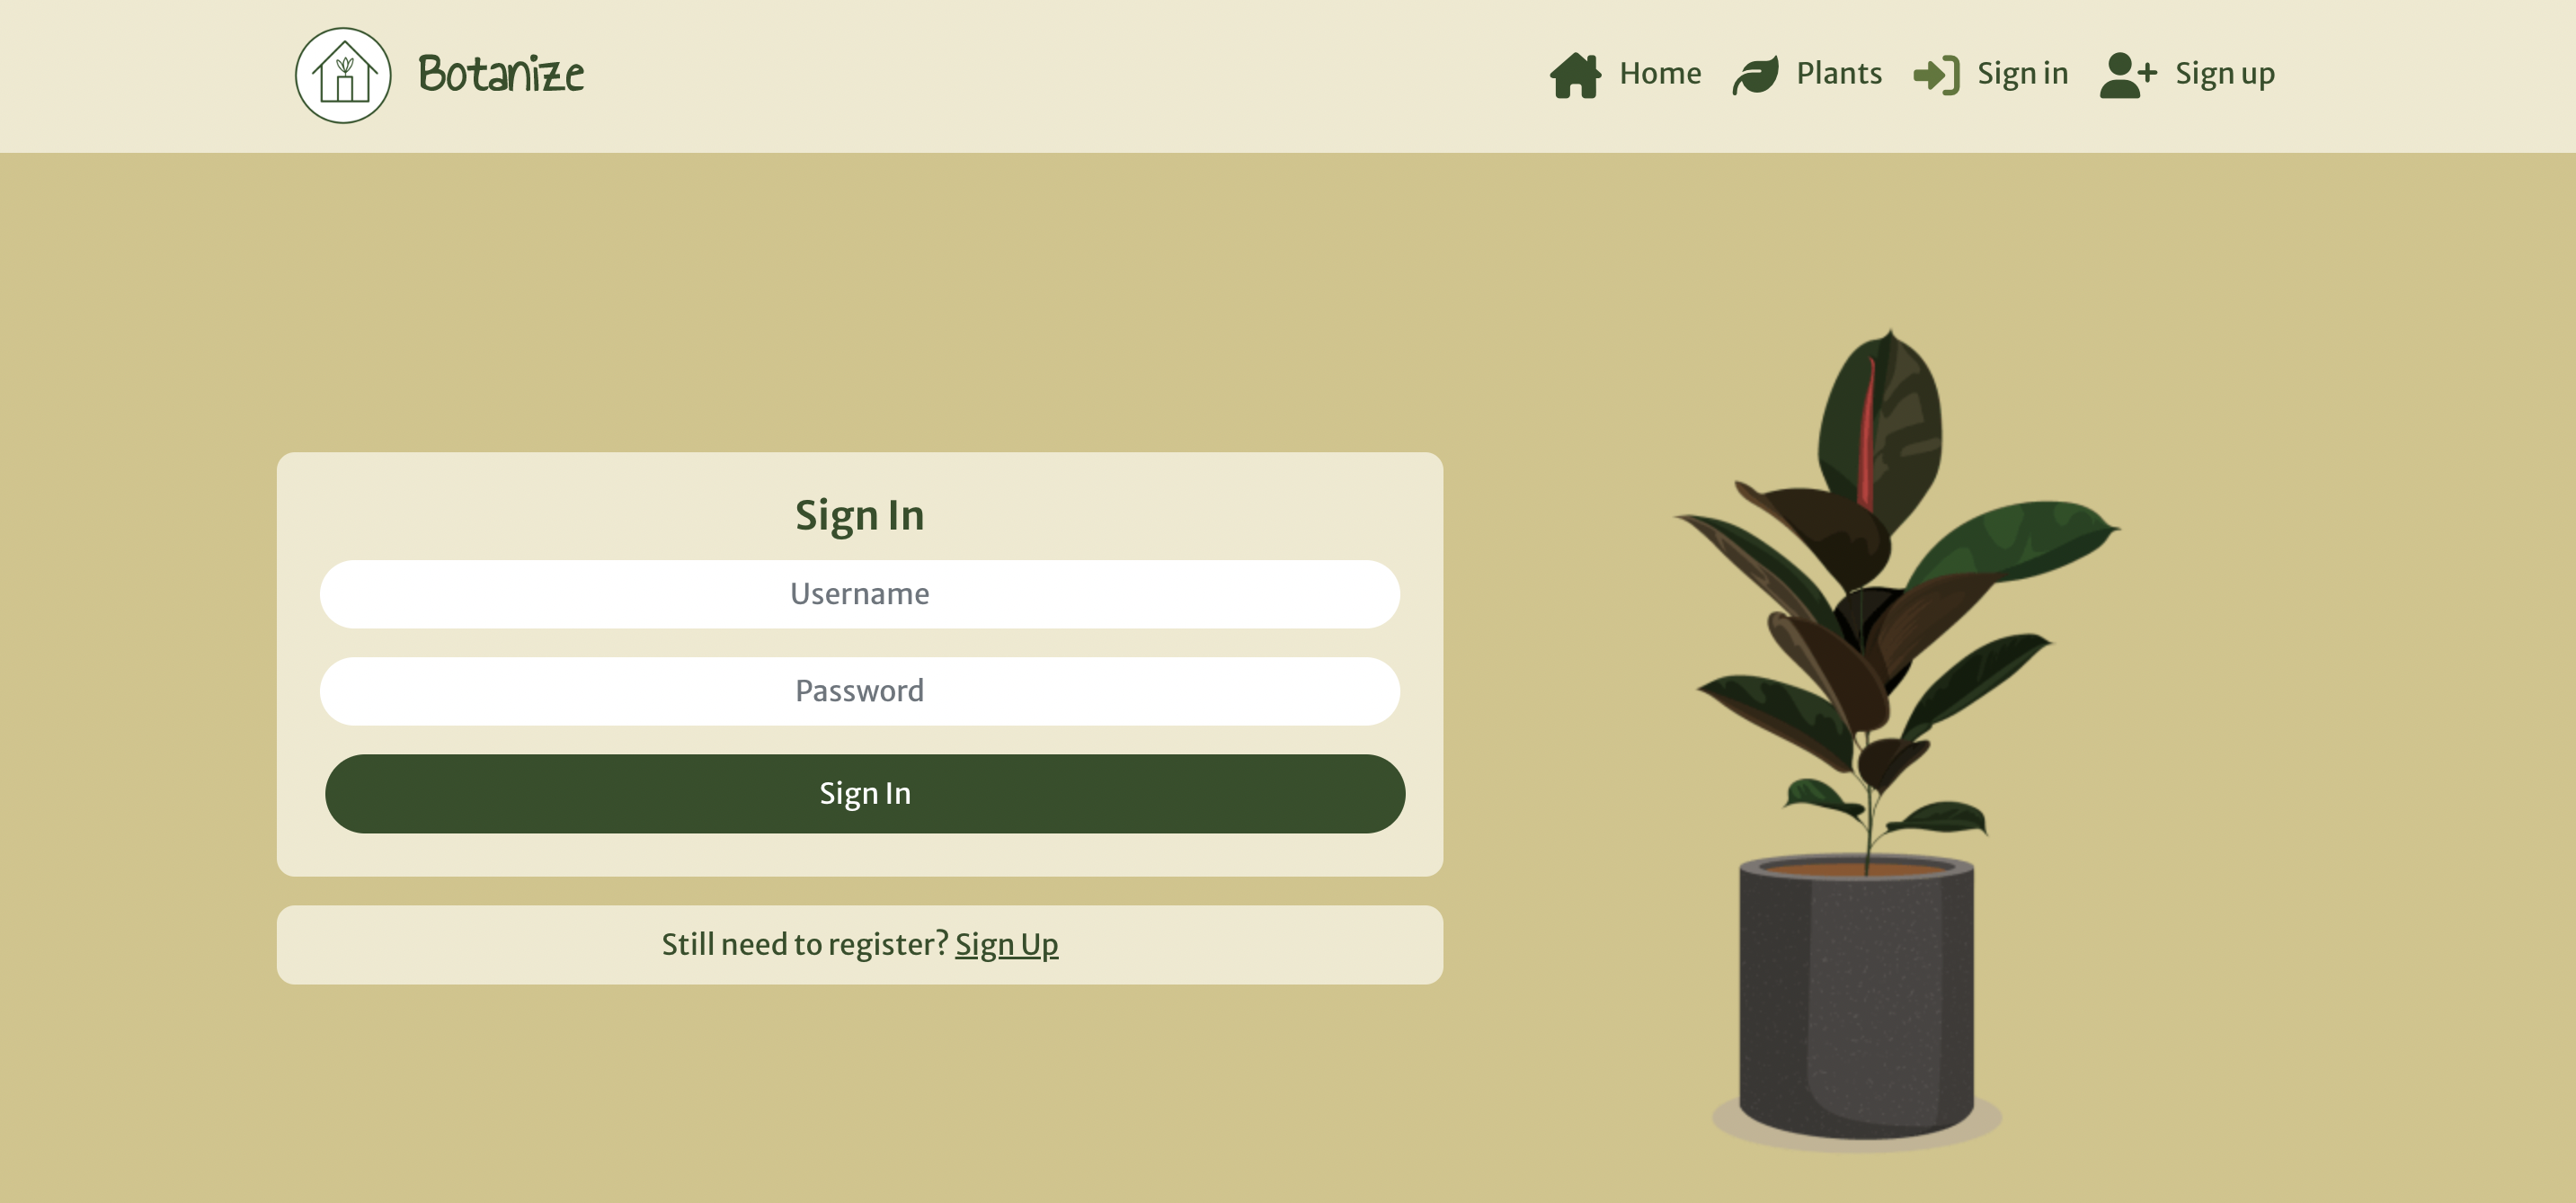 Botanize
Home Plants Sign in Sign up
Sign In
Username
Password
Sign In
Still need to register? Sign Up